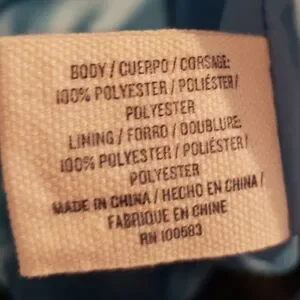 BODY / CUERPO / CORSAGE:
100% POLYESTER / POLIÉSTER /
POLYESTER
LINING / FORRO / DOUBLURE:
100% POLYESTER / POLIÉSTER /
POLYESTER
MADE IN CHINA / HECHO EN CHINA /
FABRIQUE EN CHINE
RN 100583